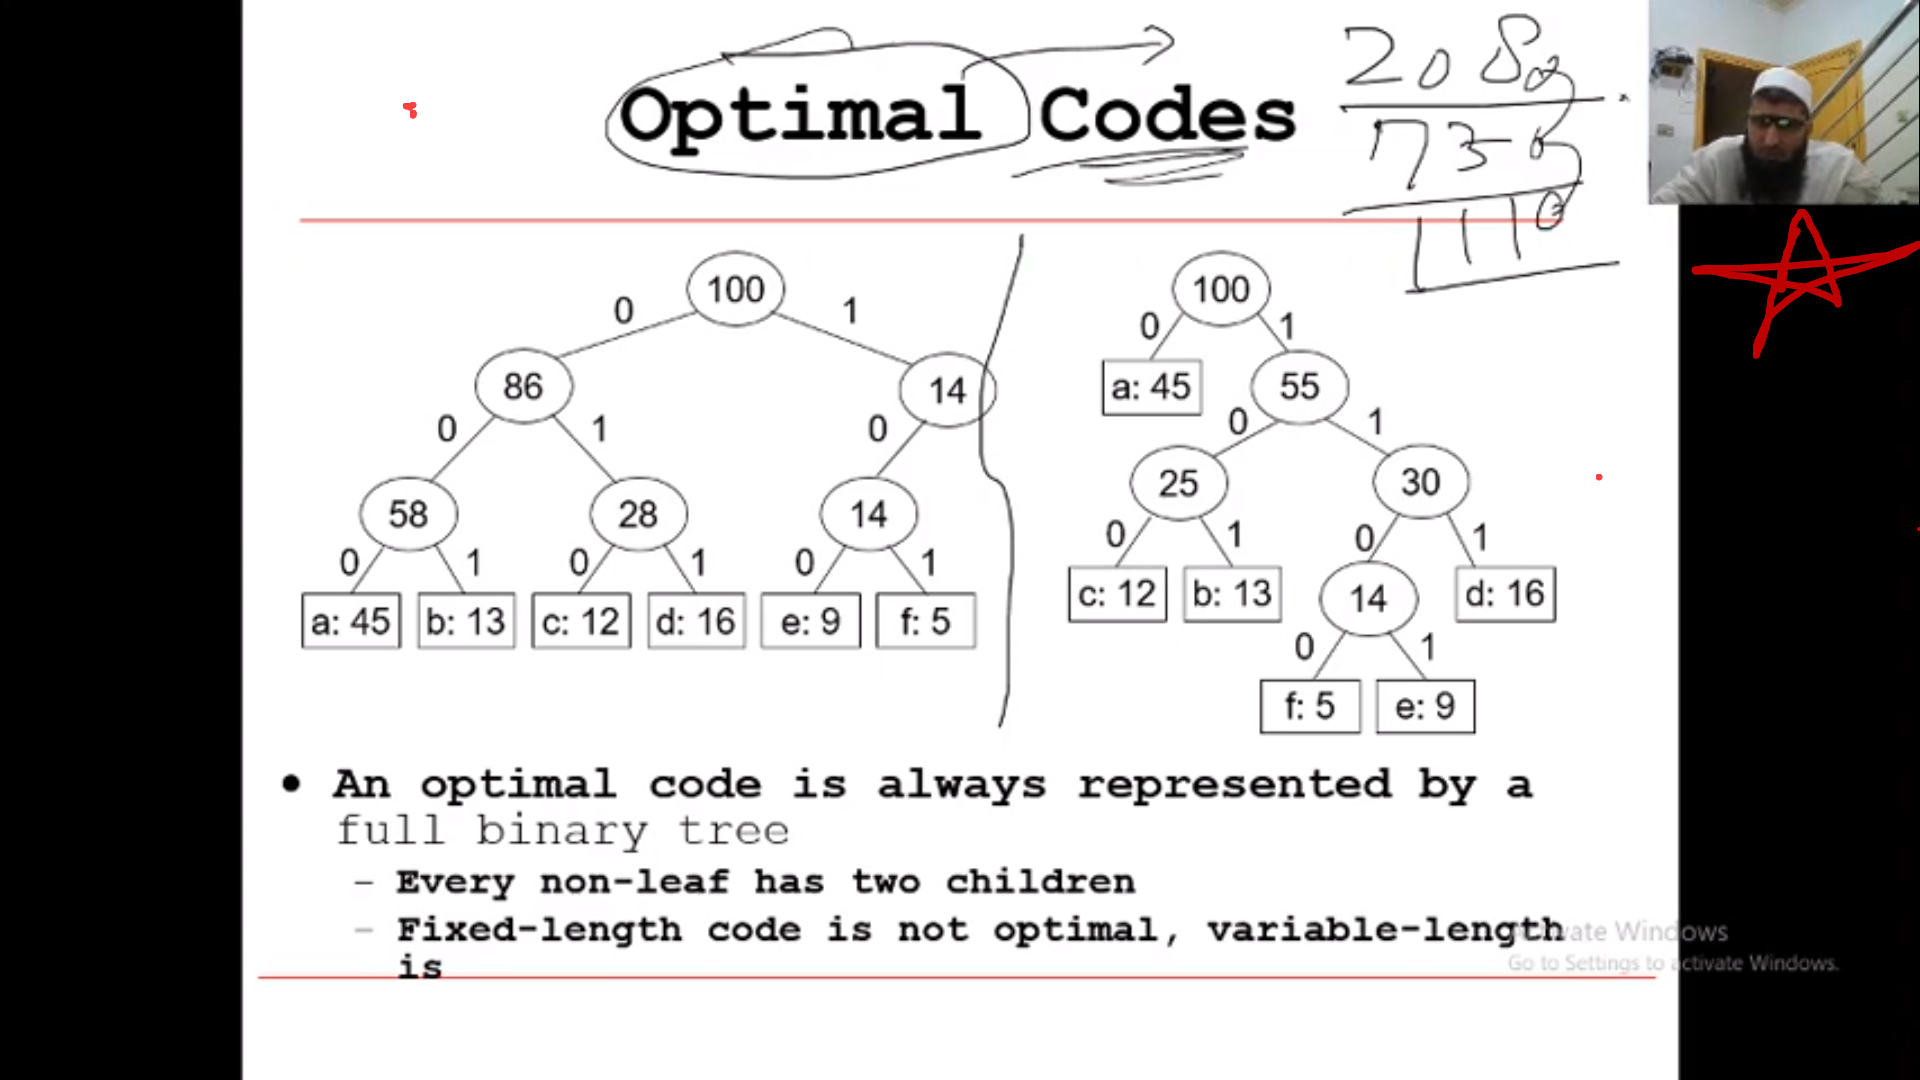 Optimal Codes
208
73
111
100
0 1
86 14
0 1 0
58 28 14
0 1 0 1 0 1
a: 45 b: 13 c: 12 d: 16 e: 9 f: 5
100
0 1
a: 45 55
0 1
25 30
0 1 0 1
c: 12 b: 13 14 d: 16
0 1
f: 5 e: 9
• An optimal code is always represented by a
full binary tree
– Every non-leaf has two children
– Fixed-length code is not optimal, variable-length
is
Activate Windows
Go to Settings to activate Windows.